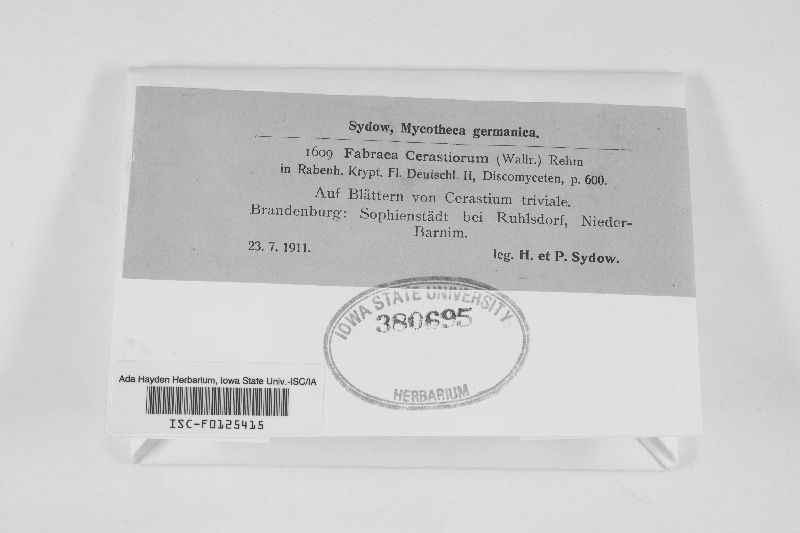 Sydow, Mycotheca germanica.
1609 Fabraea Cerastiorum (Wallr.) Rehm
in Rabenh. Krypt. Fl. Deutschl. II, Discomyceten, p. 600.
Auf Blättern von Cerastium triviale.
Brandenburg: Sophienstädt bei Ruhlsdorf, Nieder-
Barnim.
23. 7. 1911. leg. H. et P. Sydow.
IOWA STATE UNIVERSITY
380695
HERBARIUM
Ada Hayden Herbarium, Iowa State Univ.-ISC/IA
ISC-F0125415